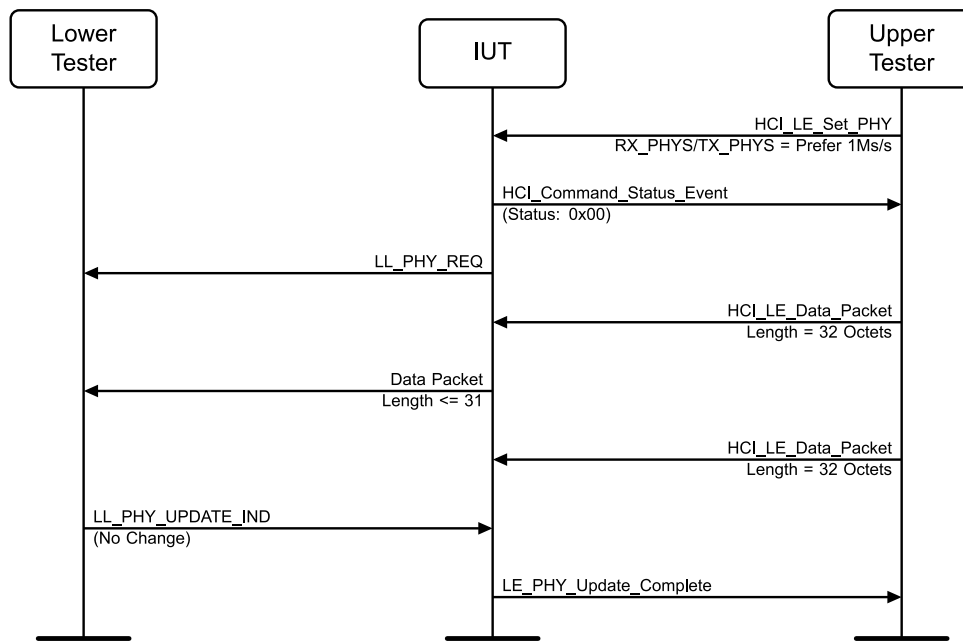 Lower
Tester
IUT
Upper
Tester
HCI_LE_Set_PHY
RX_PHYS/TX_PHYS = Prefer 1Ms/s
HCI_Command_Status_Event
(Status: 0x00)
LL_PHY_REQ
HCI_LE_Data_Packet
Length = 32 Octets
Data Packet
Length <= 31
HCI_LE_Data_Packet
Length = 32 Octets
LL_PHY_UPDATE_IND
(No Change)
LE_PHY_Update_Complete